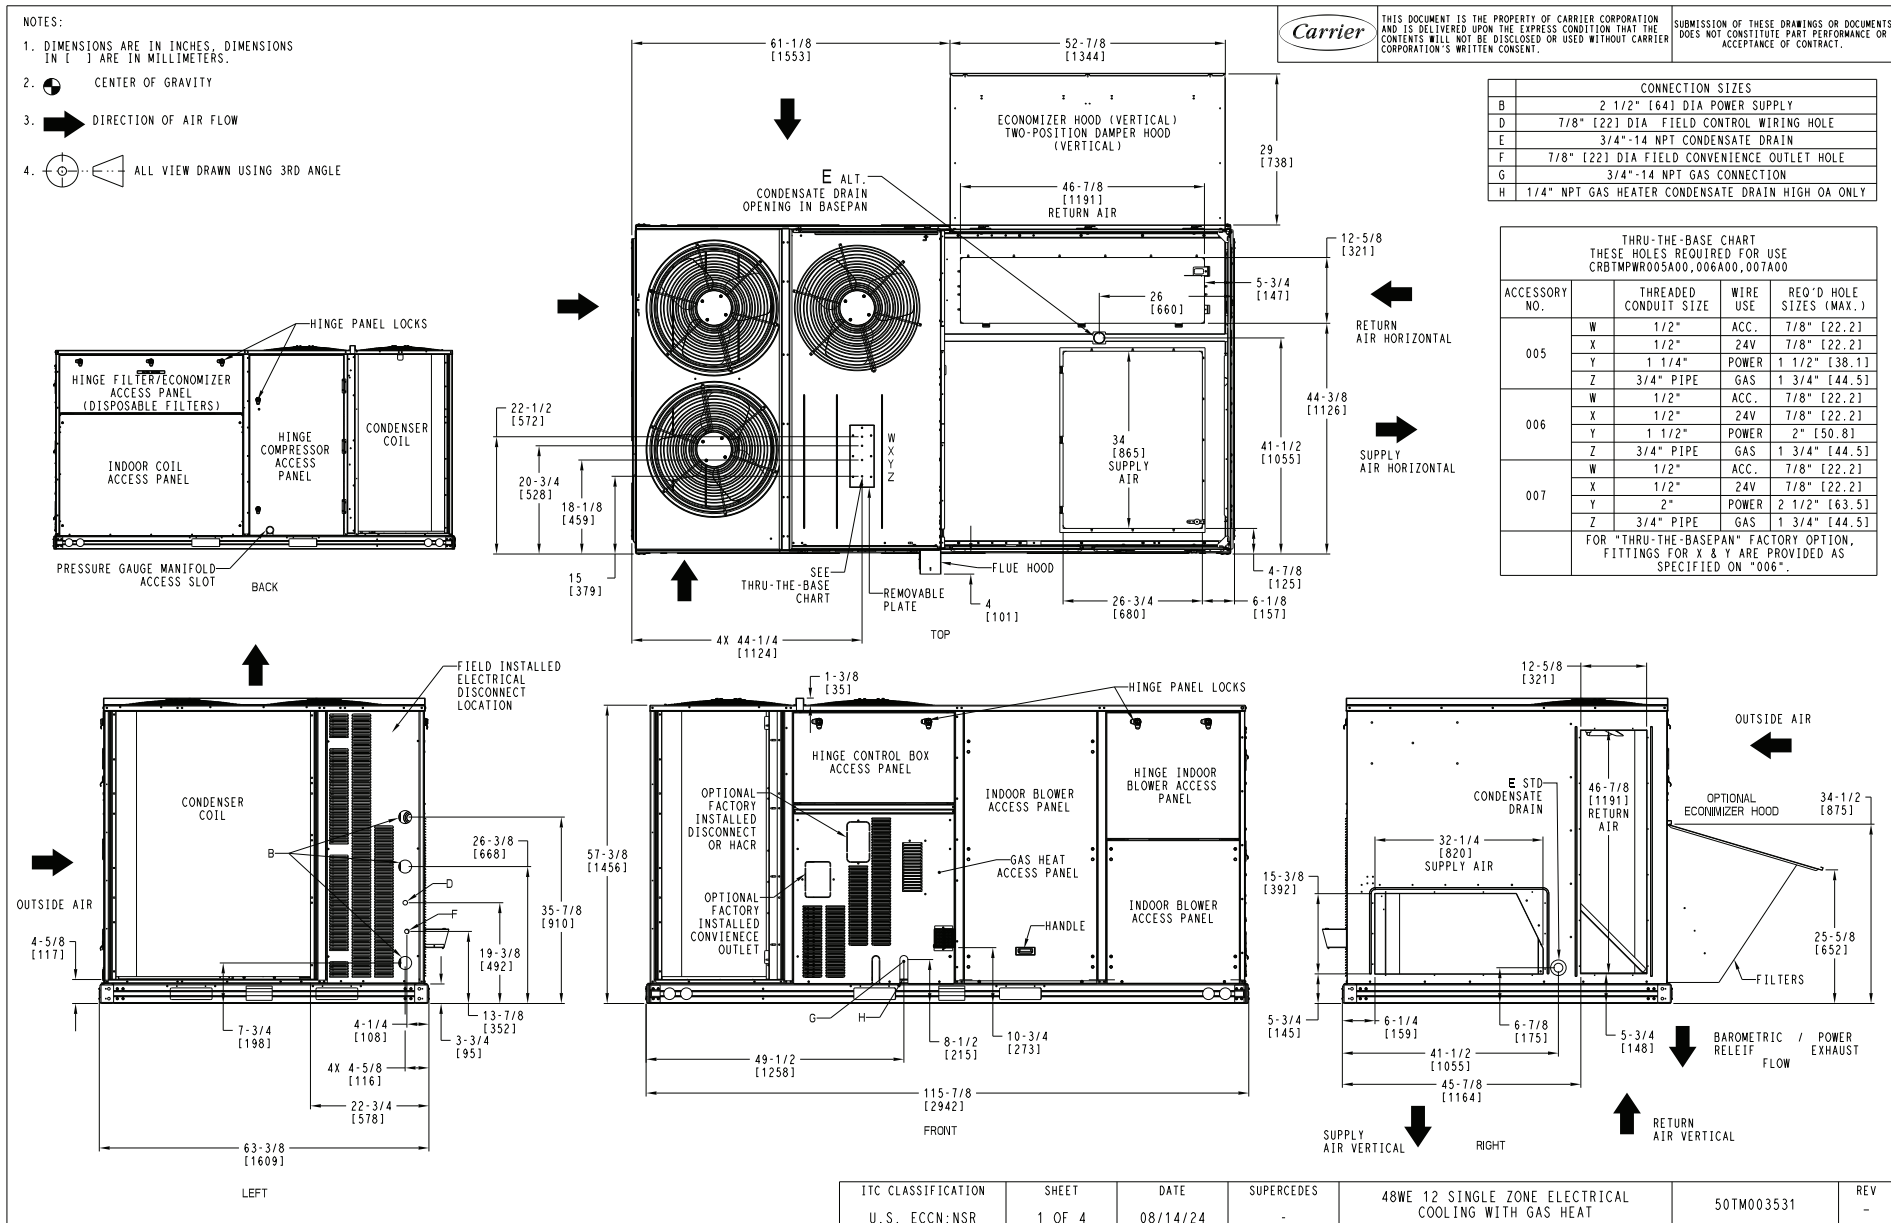 NOTES:
1. DIMENSIONS ARE IN INCHES, DIMENSIONS
IN [ ] ARE IN MILLIMETERS.
2. CENTER OF GRAVITY
3. DIRECTION OF AIR FLOW
4. ALL VIEW DRAWN USING 3RD ANGLE
Carrier
THIS DOCUMENT IS THE PROPERTY OF CARRIER CORPORATION
AND IS DELIVERED UPON THE EXPRESS CONDITION THAT THE
CONTENTS WILL NOT BE DISCLOSED OR USED WITHOUT CARRIER
CORPORATION'S WRITTEN CONSENT.
SUBMISSION OF THESE DRAWINGS OR DOCUMENTS
DOES NOT CONSTITUTE PART PERFORMANCE OR
ACCEPTANCE OF CONTRACT.
CONNECTION SIZES
B 2 1/2" [64] DIA POWER SUPPLY
D 7/8" [22] DIA FIELD CONTROL WIRING HOLE
E 3/4"-14 NPT CONDENSATE DRAIN
F 7/8" [22] DIA FIELD CONVENIENCE OUTLET HOLE
G 3/4"-14 NPT GAS CONNECTION
H 1/4" NPT GAS HEATER CONDENSATE DRAIN HIGH OA ONLY
THRU-THE-BASE CHART
THESE HOLES REQUIRED FOR USE
CRBTMPWR005A00,006A00,007A00
ACCESSORY
NO.
THREADED
CONDUIT SIZE
WIRE
USE
REQ'D HOLE
SIZES (MAX.)
005
W 1/2" ACC. 7/8" [22.2]
X 1/2" 24V 7/8" [22.2]
Y 1 1/4" POWER 1 1/2" [38.1]
Z 3/4" PIPE GAS 1 3/4" [44.5]
006
W 1/2" ACC. 7/8" [22.2]
X 1/2" 24V 7/8" [22.2]
Y 1 1/2" POWER 2" [50.8]
Z 3/4" PIPE GAS 1 3/4" [44.5]
007
W 1/2" ACC. 7/8" [22.2]
X 1/2" 24V 7/8" [22.2]
Y 2" POWER 2 1/2" [63.5]
Z 3/4" PIPE GAS 1 3/4" [44.5]
FOR "THRU-THE-BASEPAN" FACTORY OPTION,
FITTINGS FOR X & Y ARE PROVIDED AS
SPECIFIED ON "006".
HINGE PANEL LOCKS
HINGE FILTER/ECONOMIZER
ACCESS PANEL
(DISPOSABLE FILTERS)
INDOOR COIL
ACCESS PANEL
HINGE
COMPRESSOR
ACCESS
PANEL
CONDENSER
COIL
PRESSURE GAUGE MANIFOLD
ACCESS SLOT
BACK
61-1/8
[1553]
52-7/8
[1344]
ECONOMIZER HOOD (VERTICAL)
TWO-POSITION DAMPER HOOD
(VERTICAL)
29
[738]
E ALT.
CONDENSATE DRAIN
OPENING IN BASEPAN
46-7/8
[1191]
RETURN AIR
12-5/8
[321]
5-3/4
[147]
26
[660]
RETURN
AIR HORIZONTAL
44-3/8
[1126]
41-1/2
[1055]
SUPPLY
AIR HORIZONTAL
34
[865]
SUPPLY
AIR
22-1/2
[572]
20-3/4
[528]
18-1/8
[459]
15
[379]
W
X
Y
Z
SEE
THRU-THE-BASE
CHART
REMOVABLE
PLATE
FLUE HOOD
4
[101]
4-7/8
[125]
26-3/4
[680]
6-1/8
[157]
4X 44-1/4
[1124]
TOP
FIELD INSTALLED
ELECTRICAL
DISCONNECT
LOCATION
CONDENSER
COIL
OUTSIDE AIR
B
D
F
26-3/8
[668]
35-7/8
[910]
19-3/8
[492]
13-7/8
[352]
3-3/4
[95]
4-5/8
[117]
7-3/4
[198]
4-1/4
[108]
4X 4-5/8
[116]
22-3/4
[578]
63-3/8
[1609]
LEFT
1-3/8
[35]
HINGE PANEL LOCKS
57-3/8
[1456]
HINGE CONTROL BOX
ACCESS PANEL
OPTIONAL
FACTORY
INSTALLED
DISCONNECT
OR HACR
OPTIONAL
FACTORY
INSTALLED
CONVIENECE
OUTLET
INDOOR BLOWER
ACCESS PANEL
HINGE INDOOR
BLOWER ACCESS
PANEL
GAS HEAT
ACCESS PANEL
HANDLE
INDOOR BLOWER
ACCESS PANEL
G
H
8-1/2
[215]
10-3/4
[273]
49-1/2
[1258]
115-7/8
[2942]
FRONT
12-5/8
[321]
OUTSIDE AIR
E STD
CONDENSATE
DRAIN
46-7/8
[1191]
RETURN
AIR
OPTIONAL
ECONIMIZER HOOD
34-1/2
[875]
32-1/4
[820]
SUPPLY AIR
15-3/8
[392]
25-5/8
[652]
FILTERS
5-3/4
[145]
6-1/4
[159]
6-7/8
[175]
5-3/4
[148]
41-1/2
[1055]
45-7/8
[1164]
BAROMETRIC / POWER
RELEIF EXHAUST
FLOW
SUPPLY
AIR VERTICAL
RIGHT
RETURN
AIR VERTICAL
ITC CLASSIFICATION
U.S. ECCN:NSR
SHEET
1 OF 4
DATE
08/14/24
SUPERCEDES
-
48WE 12 SINGLE ZONE ELECTRICAL
COOLING WITH GAS HEAT
50TM003531
REV
-